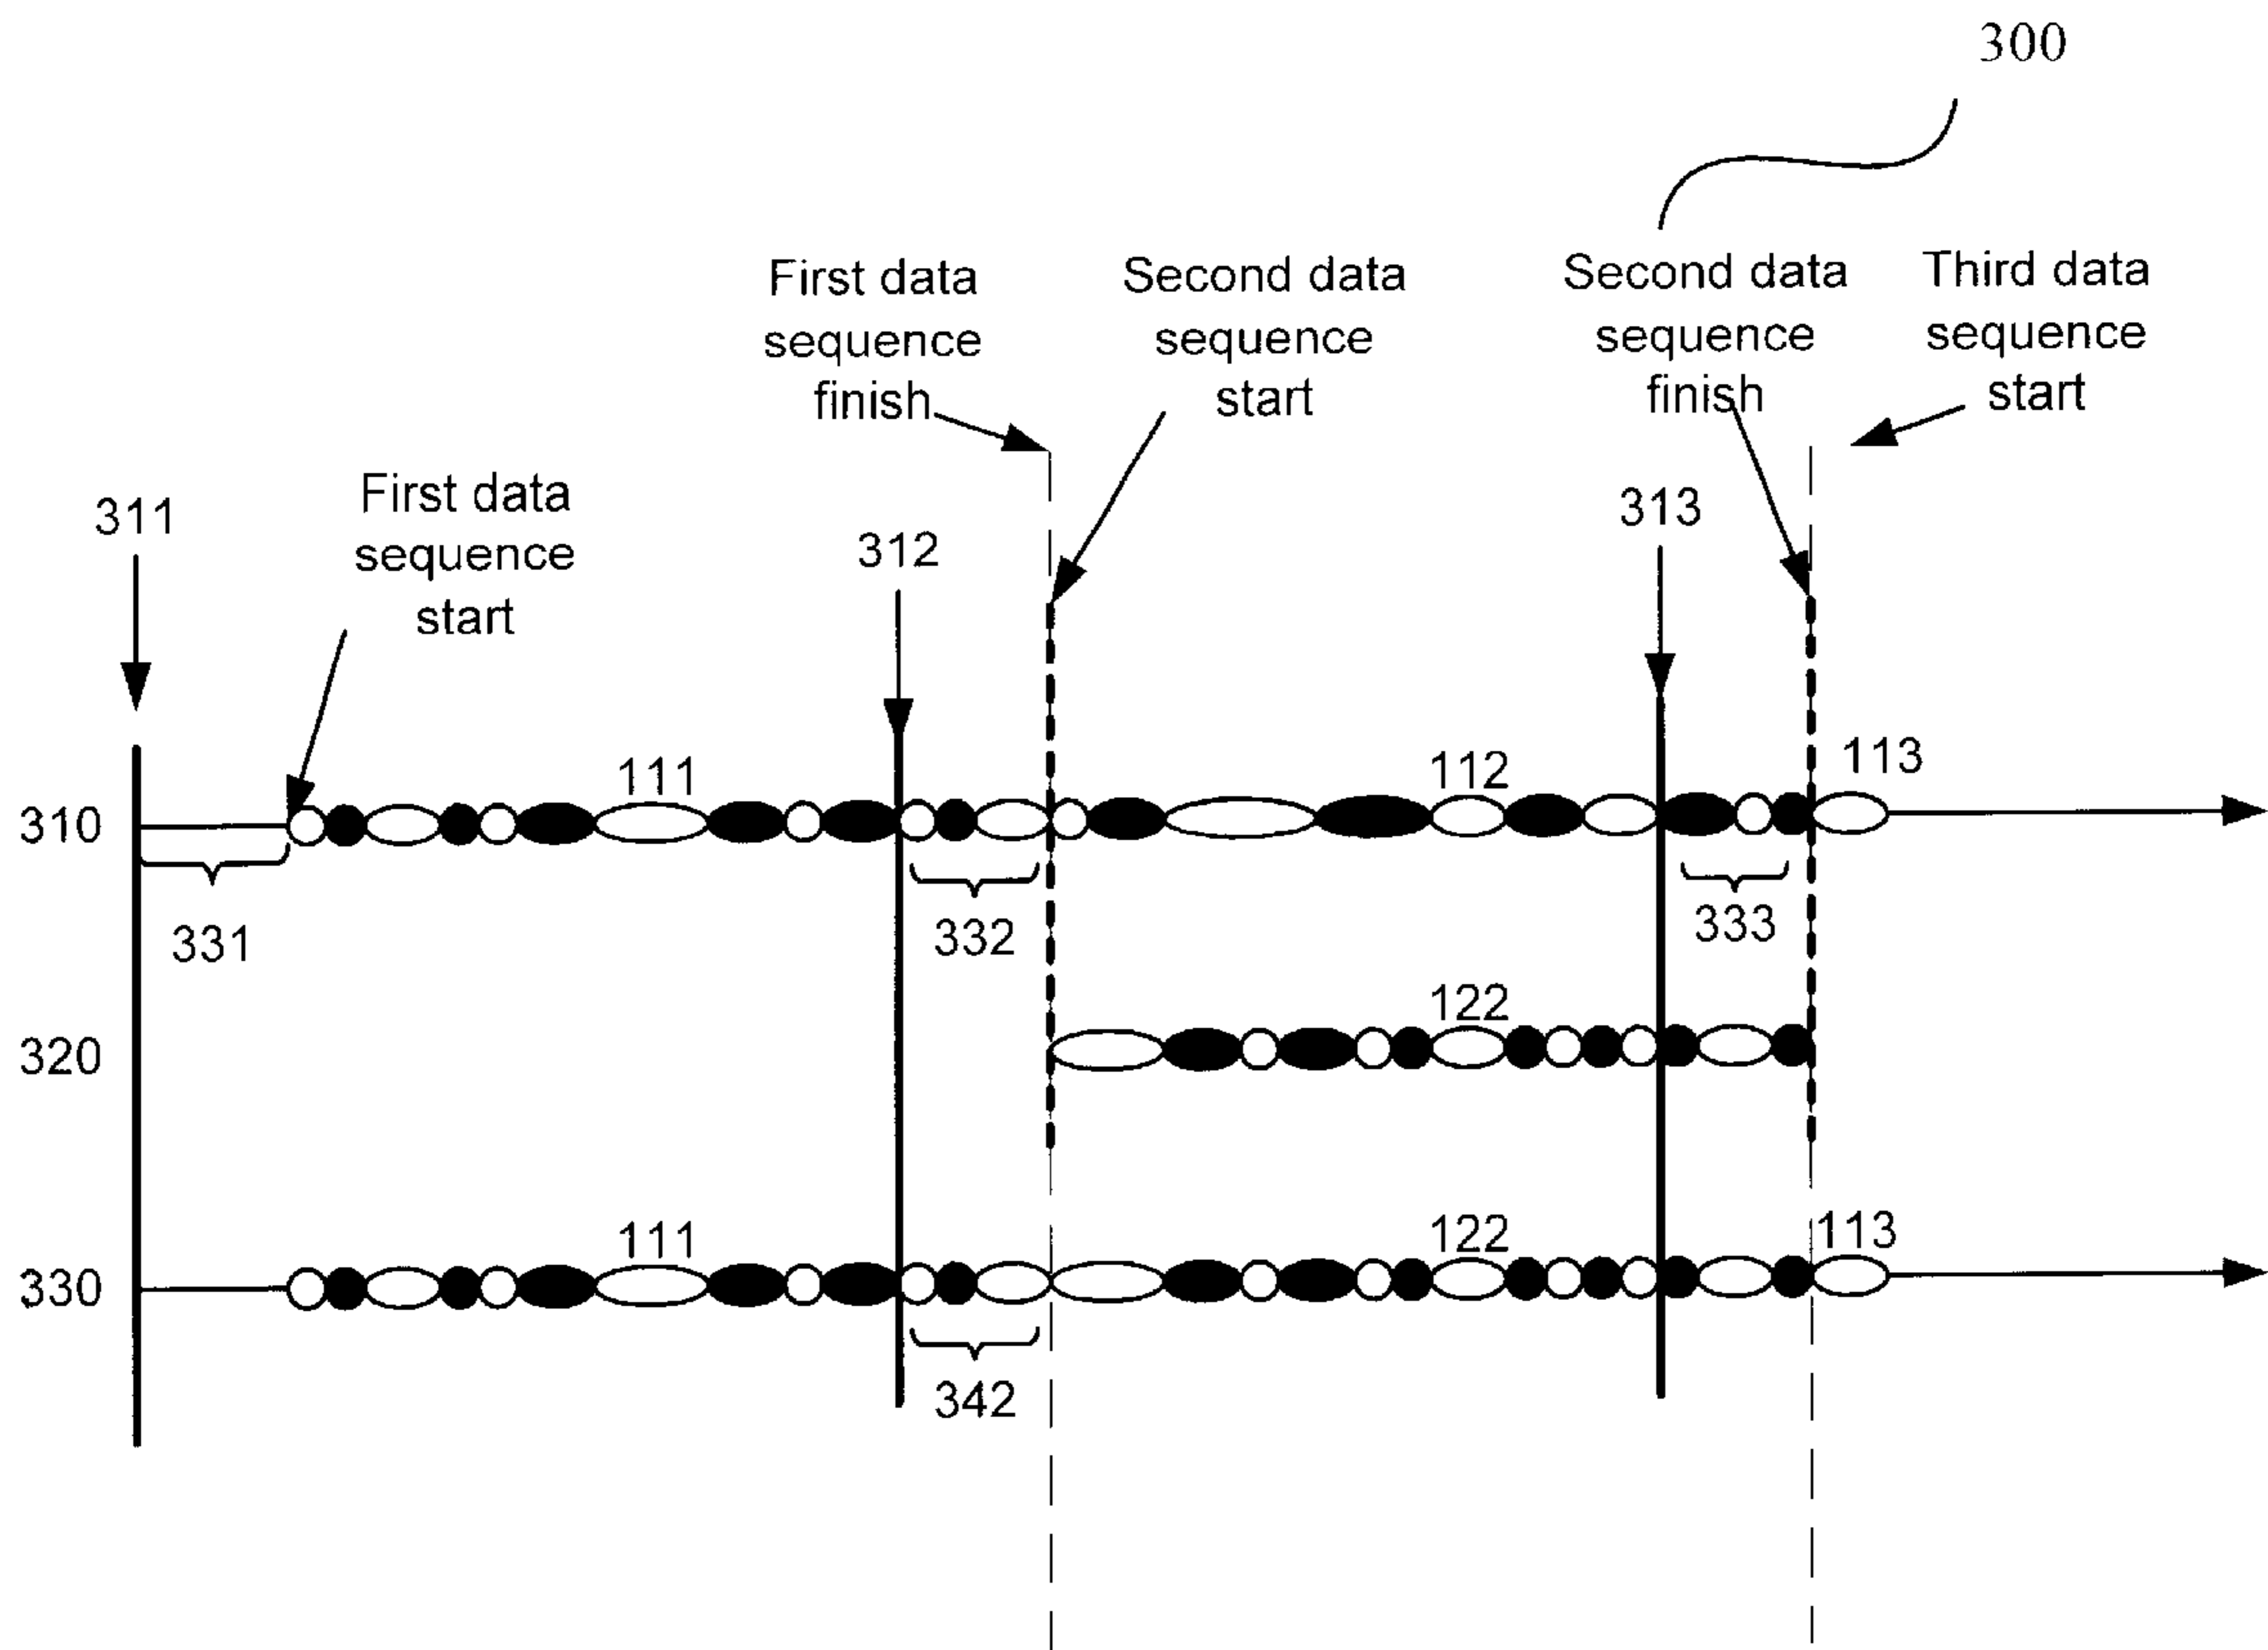 300
First data
sequence
finish
Second data
sequence
start
Second data
sequence
finish
Third data
sequence
start
First data
sequence
start
311
312
313
310
111
112
113
331
332
333
320
122
330
111
122
113
342